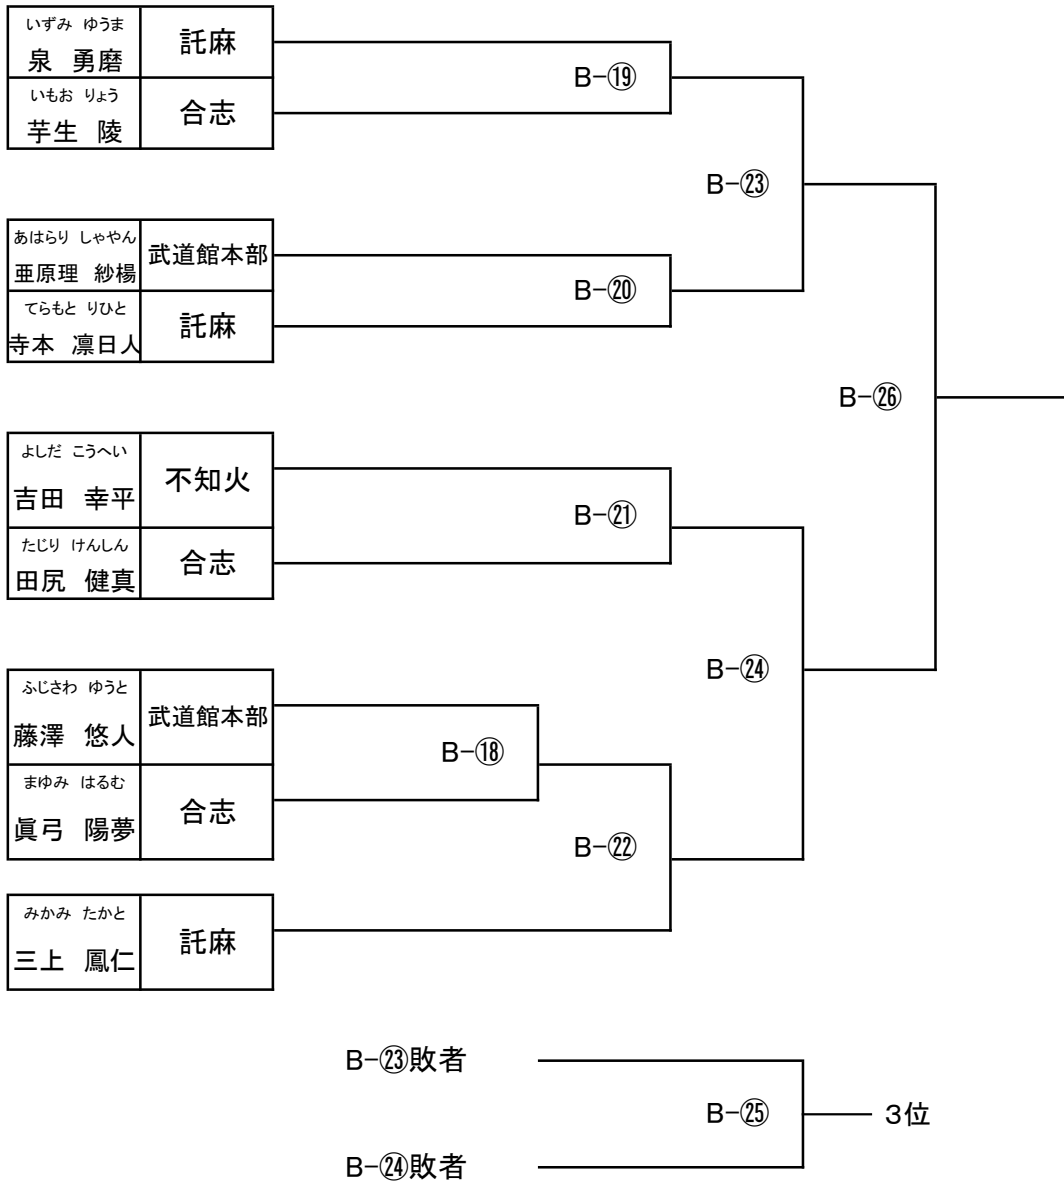 いずみ ゆうま
泉 勇磨
託麻
いもお りょう
芋生 陵
合志
B-⑲
B-㉓
あはらり しゃやん
亜原理 紗楊
武道館本部
てらもと りひと
寺本 凛日人
託麻
B-⑳
B-㉖
よしだ こうへい
吉田 幸平
不知火
たじり けんしん
田尻 健真
合志
B-㉑
B-㉔
ふじさわ ゆうと
藤澤 悠人
武道館本部
まゆみ はるむ
眞弓 陽夢
合志
B-⑱
B-㉒
みかみ たかと
三上 鳳仁
託麻
B-㉓敗者
B-㉕
3位
B-㉔敗者